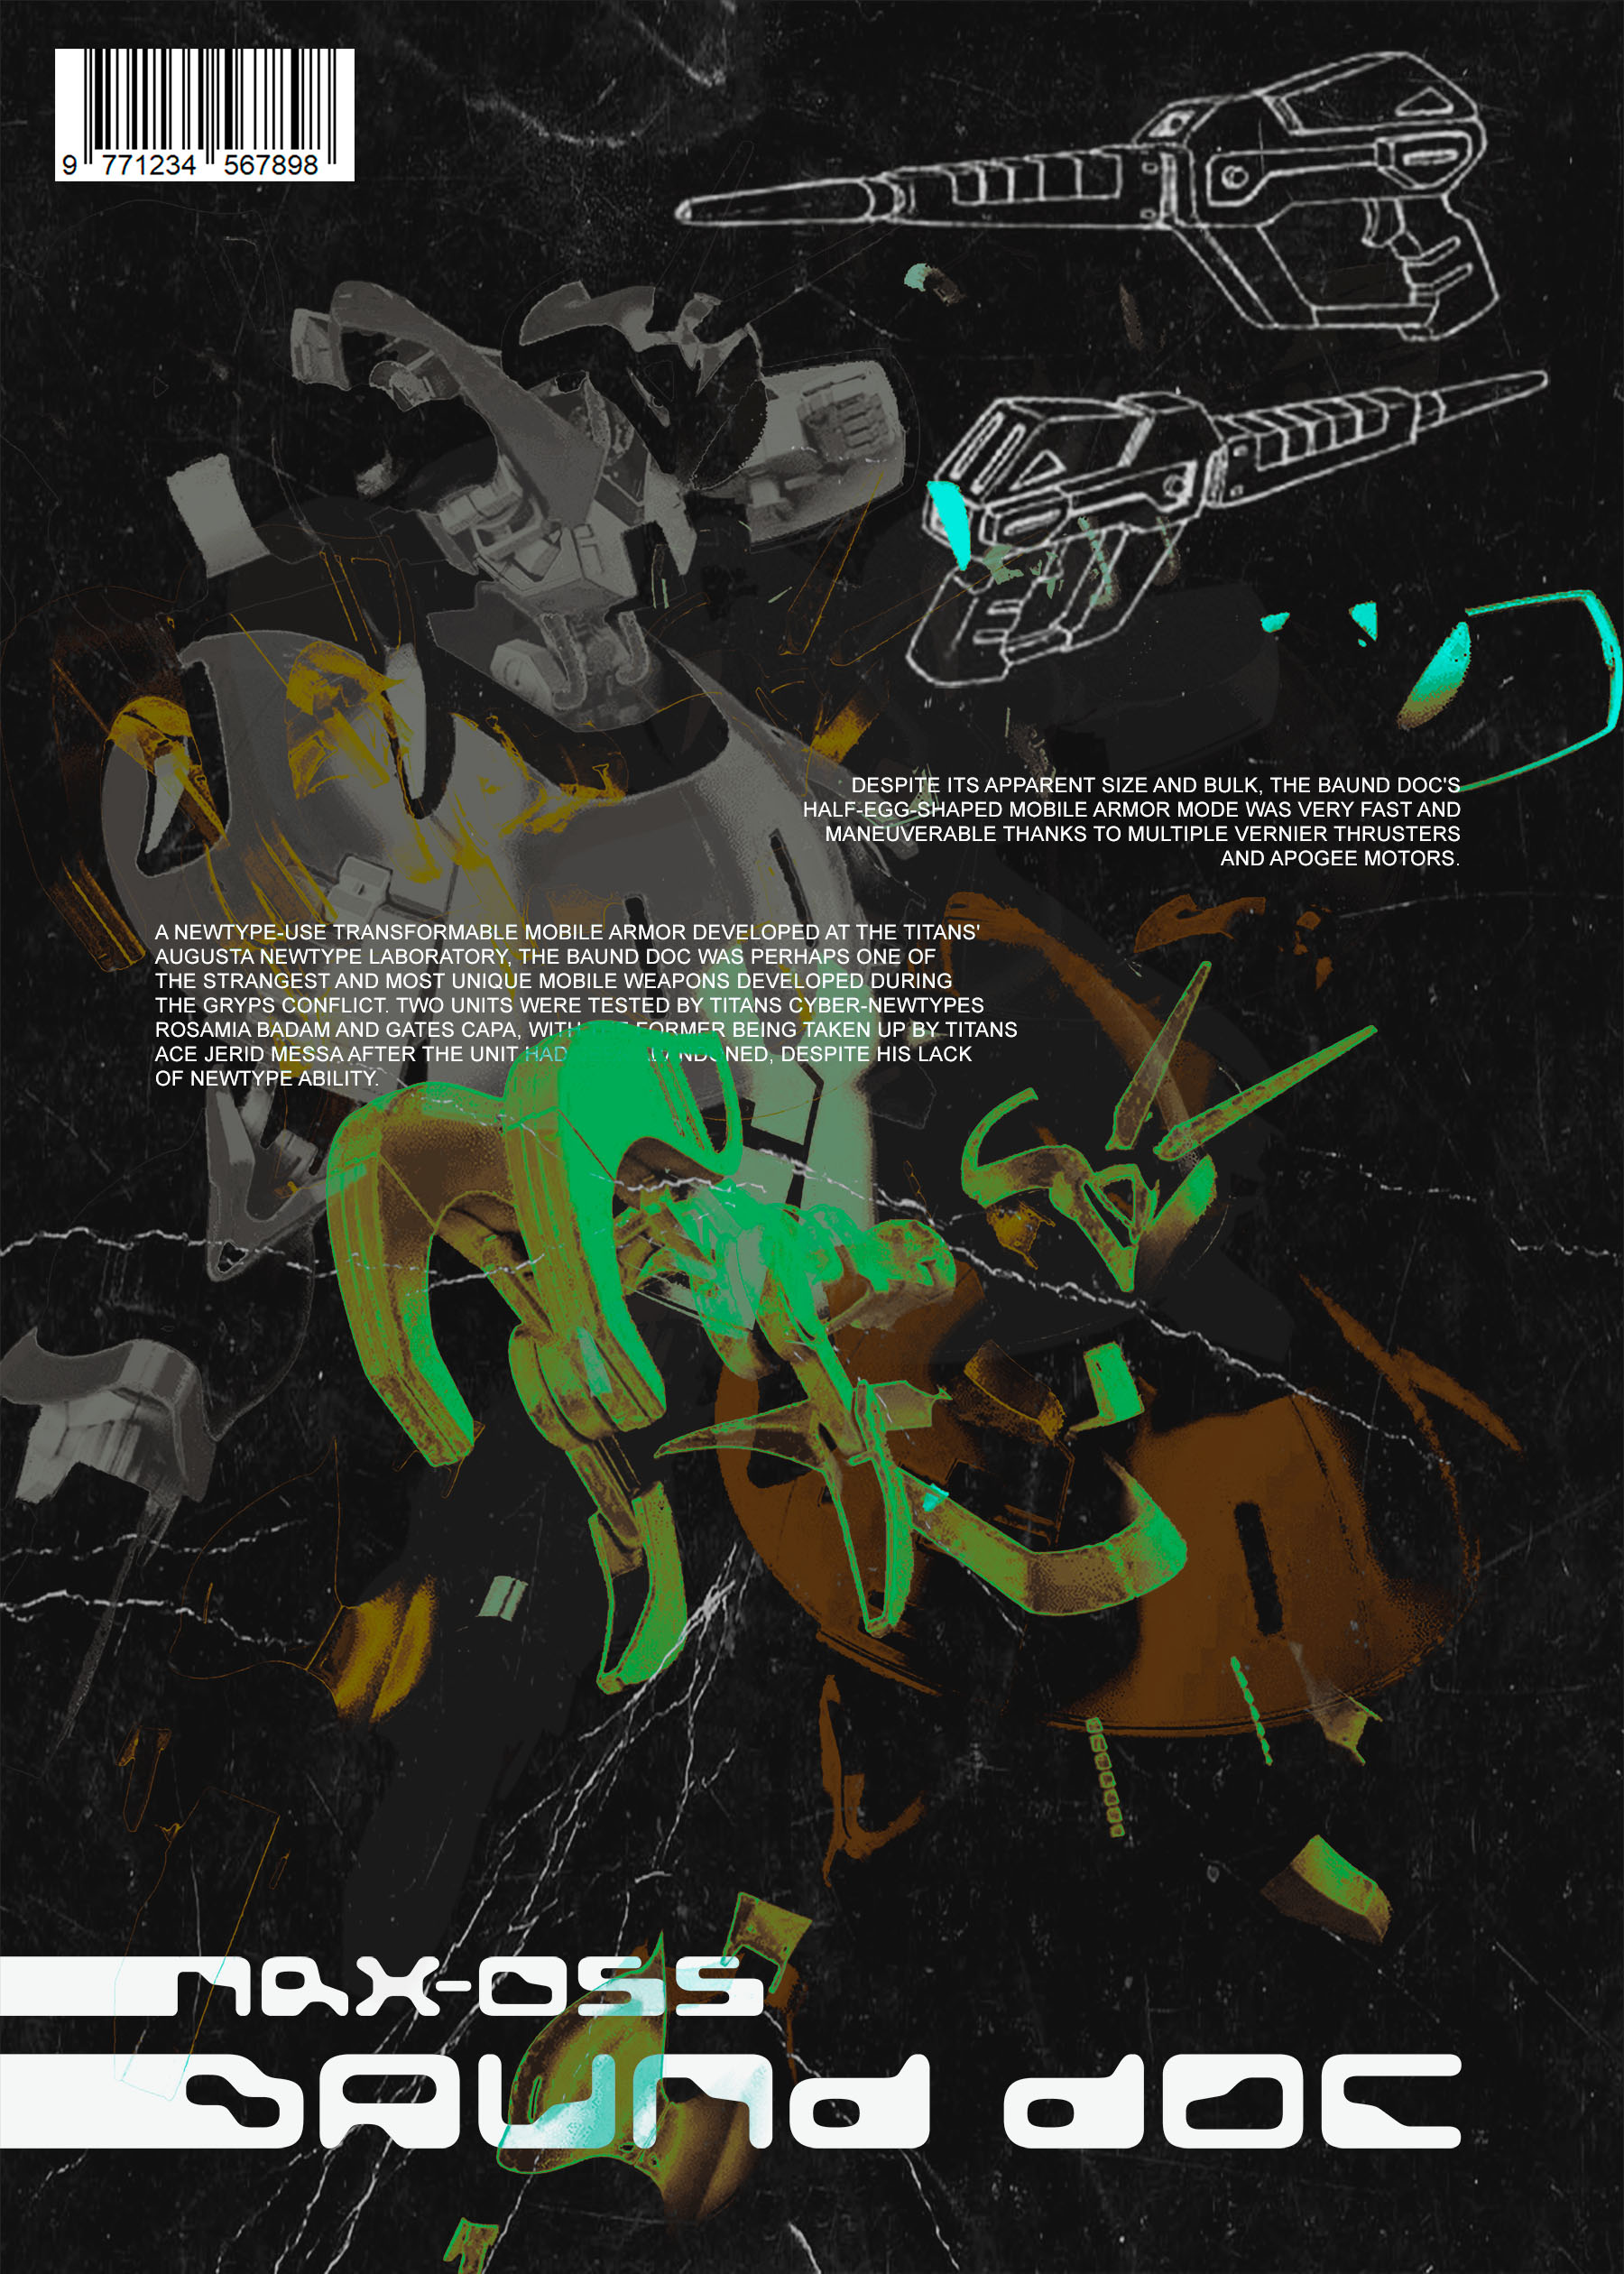 9 771234 567898
DESPITE ITS APPARENT SIZE AND BULK, THE BAUND DOC'S
HALF-EGG-SHAPED MOBILE ARMOR MODE WAS VERY FAST AND
MANEUVERABLE THANKS TO MULTIPLE VERNIER THRUSTERS
AND APOGEE MOTORS.
A NEWTYPE-USE TRANSFORMABLE MOBILE ARMOR DEVELOPED AT THE TITANS'
AUGUSTA NEWTYPE LABORATORY, THE BAUND DOC WAS PERHAPS ONE OF
THE STRANGEST AND MOST UNIQUE MOBILE WEAPONS DEVELOPED DURING
THE GRYPS CONFLICT. TWO UNITS WERE TESTED BY TITANS CYBER-NEWTYPES
ROSAMIA BADAM AND GATES CAPA, WITH FORMER BEING TAKEN UP BY TITANS
ACE JERID MESSA AFTER THE UNIT HAD DESPITE HIS LACK
OF NEWTYPE ABILITY.
NRX-055
BAUND DOC